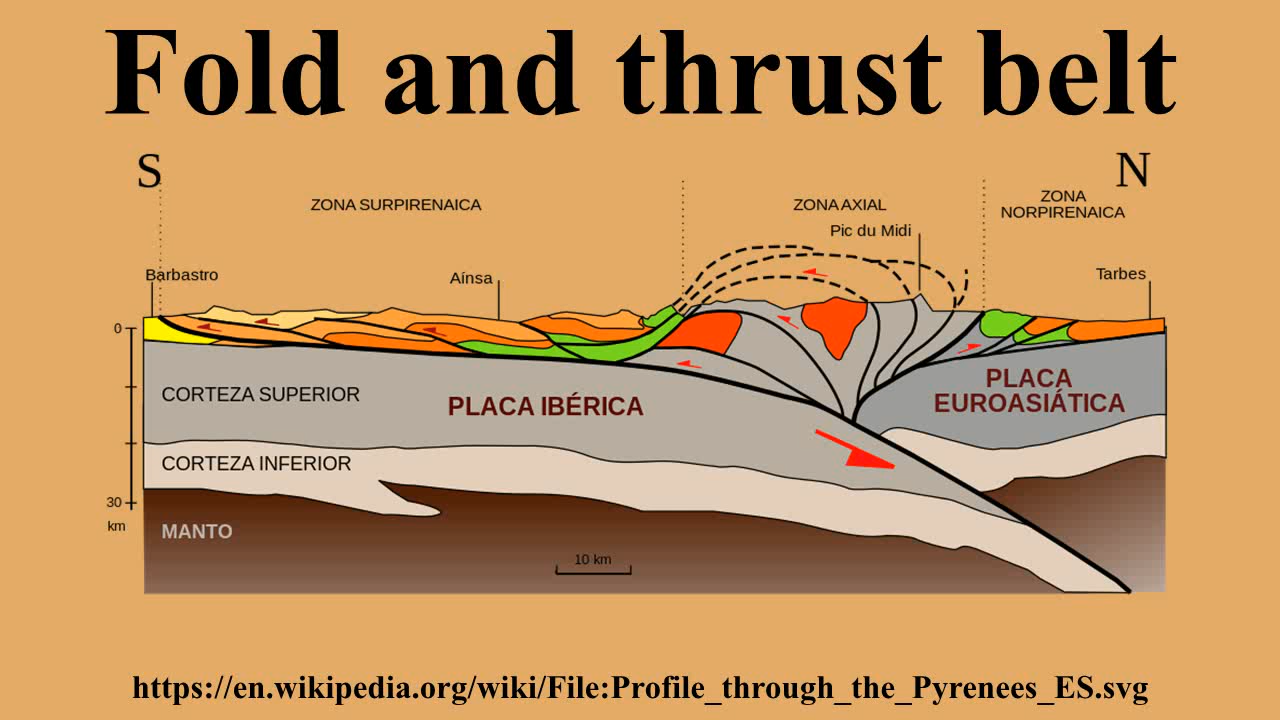 Fold and thrust belt
S
N
ZONA SURPIRENAICA
ZONA AXIAL
ZONA
NORPIRENAICA
Pic du Midi
Barbastro
Aínsa
Tarbes
0
CORTEZA SUPERIOR
PLACA IBÉRICA
PLACA
EUROASIÁTICA
CORTEZA INFERIOR
30
km
MANTO
10 km
https://en.wikipedia.org/wiki/File:Profile_through_the_Pyrenees_ES.svg